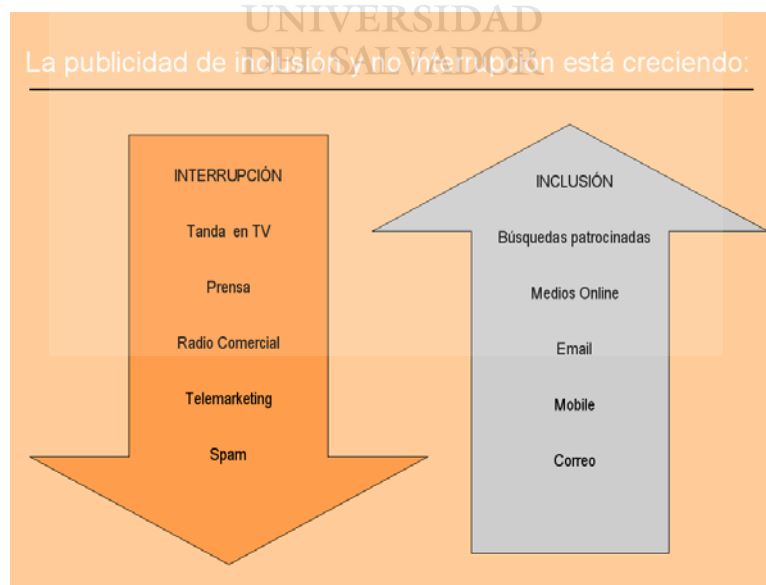 UNIVERSIDAD
DEL SALVADOR
La publicidad de inclusión y no interrupción está creciendo:
INTERRUPCIÓN
Tanda en TV
Prensa
Radio Comercial
Telemarketing
Spam
INCLUSIÓN
Búsquedas patrocinadas
Medios Online
Email
Mobile
Correo